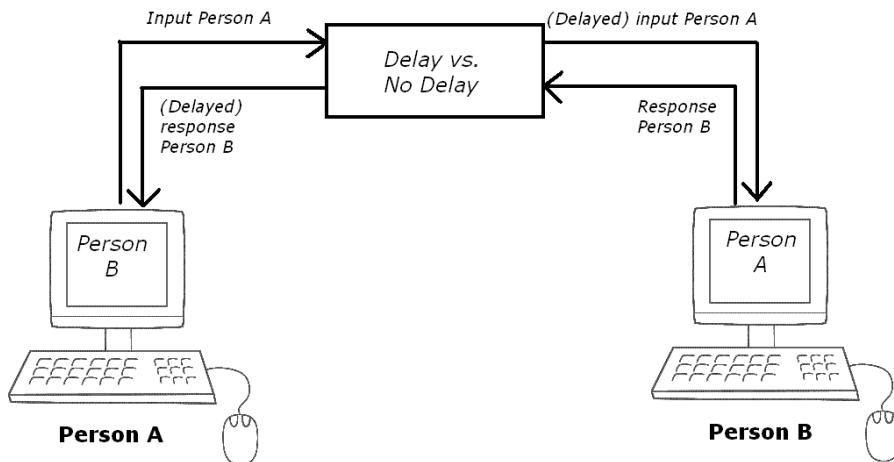 Input Person A
(Delayed) input Person A
Delay vs.
No Delay
(Delayed)
response
Person B
Response
Person B
Person
B
Person
A
Person A
Person B